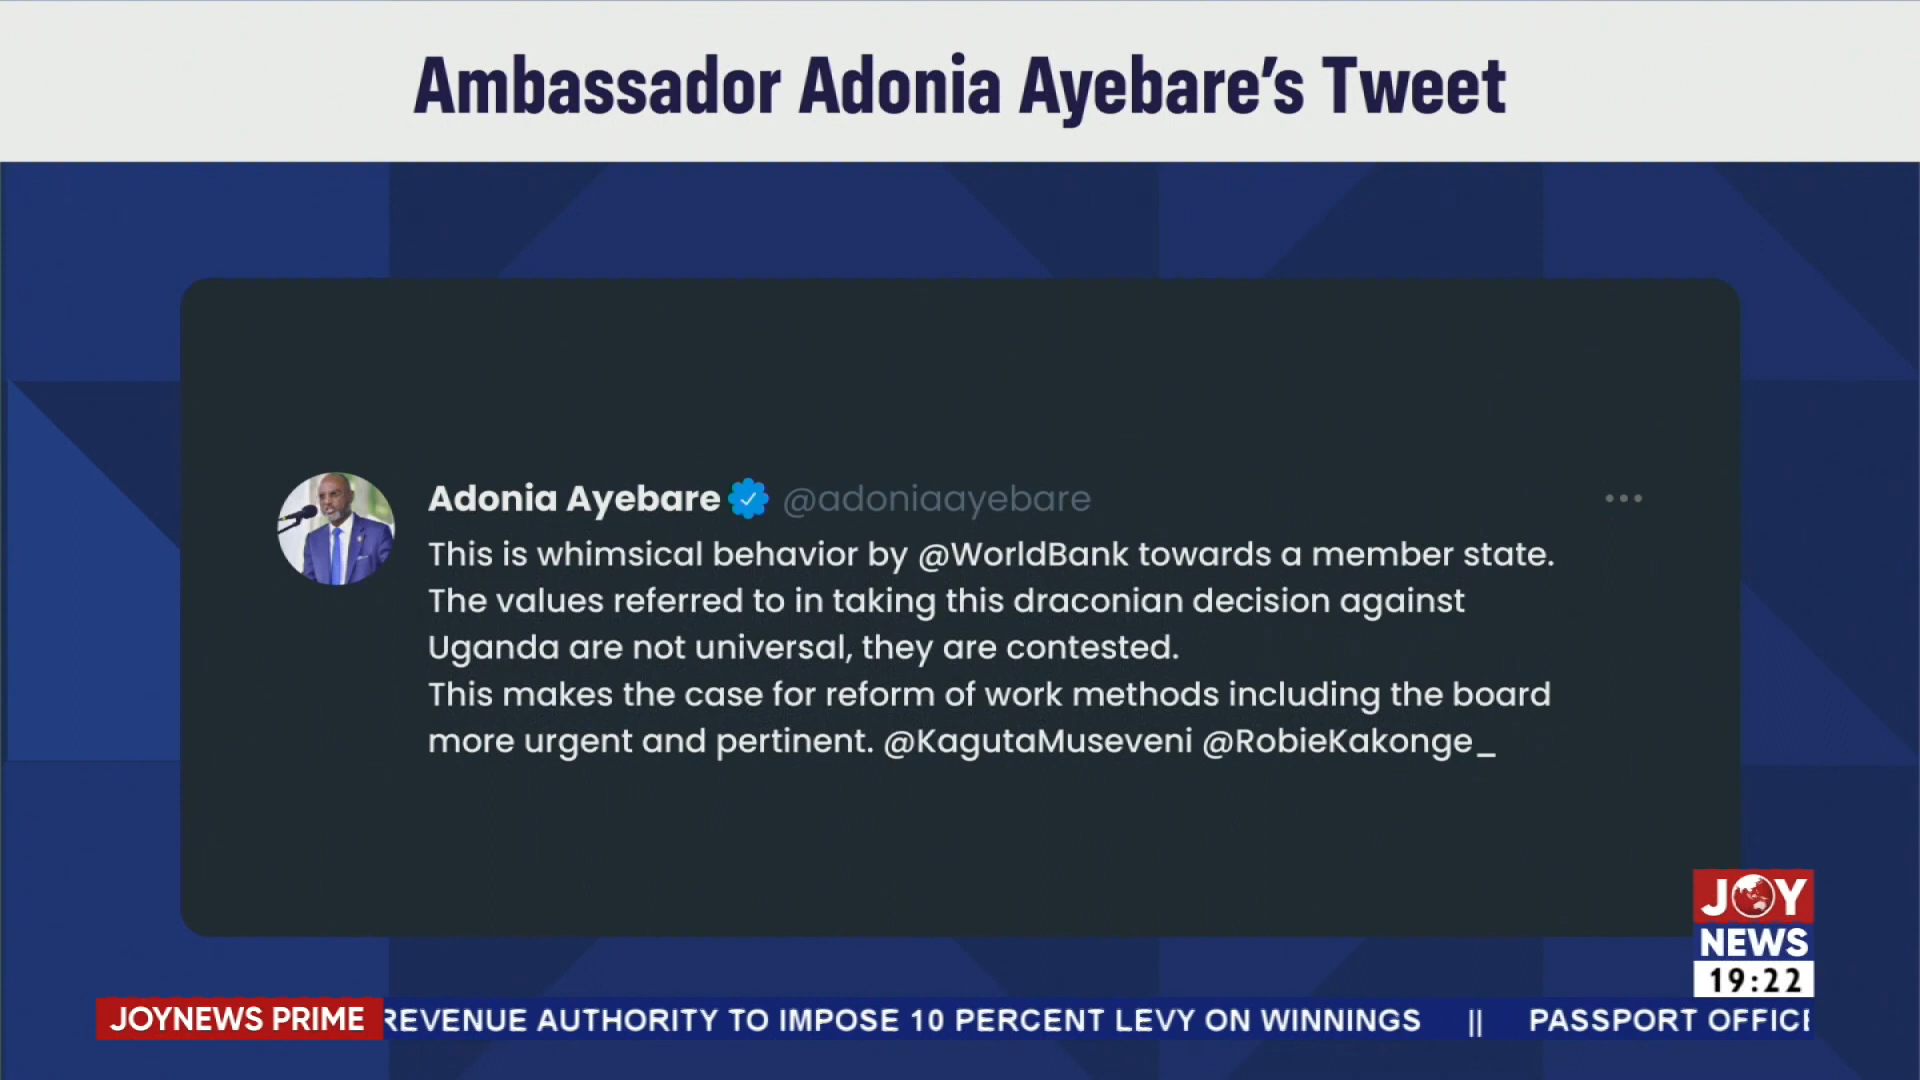 Ambassador Adonia Ayebare's Tweet
Adonia Ayebare @adoniaayebare
This is whimsical behavior by @WorldBank towards a member state.
The values referred to in taking this draconian decision against
Uganda are not universal, they are contested.
This makes the case for reform of work methods including the board
more urgent and pertinent. @KagutaMuseveni @RobieKakonge_
JOY
NEWS
19:22
JOYNEWS PRIME
REVENUE AUTHORITY TO IMPOSE 10 PERCENT LEVY ON WINNINGS || PASSPORT OFFICE